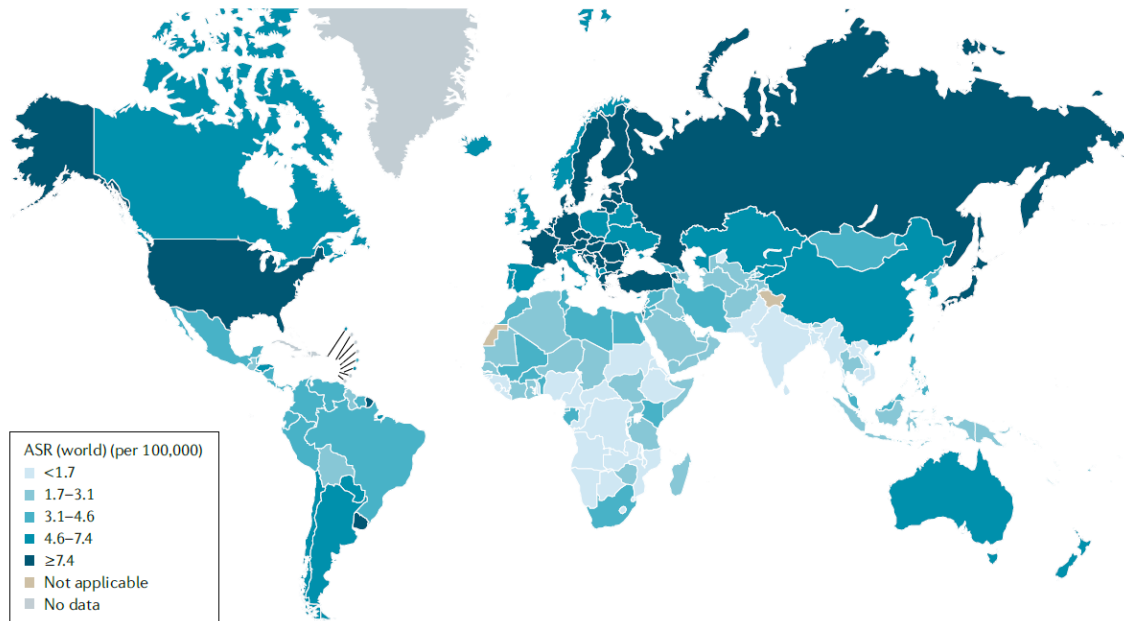 ASR (world) (per 100,000)
<1.7
1.7–3.1
3.1–4.6
4.6–7.4
≥7.4
Not applicable
No data